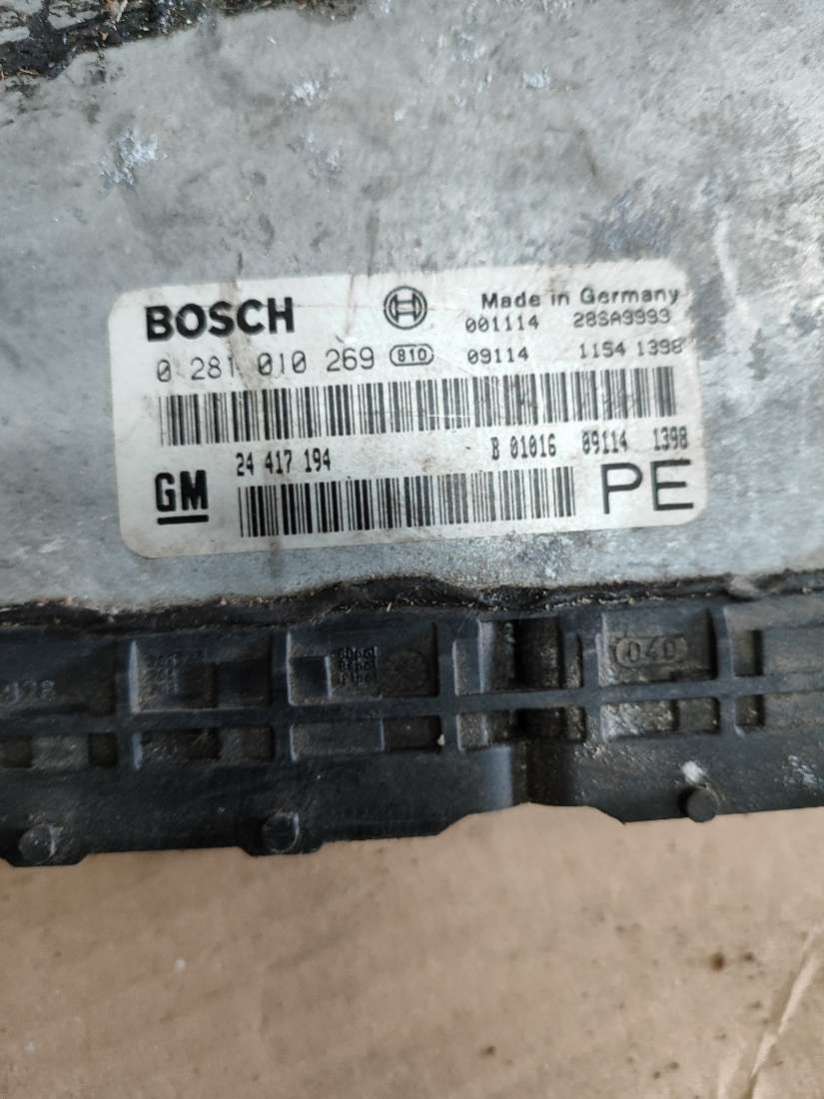 BOSCH Made in Germany
001114 28SA9993
0 281 010 269 810 09114 1154 1398
24 417 194 B 01016 09114 1398
GM PE
040